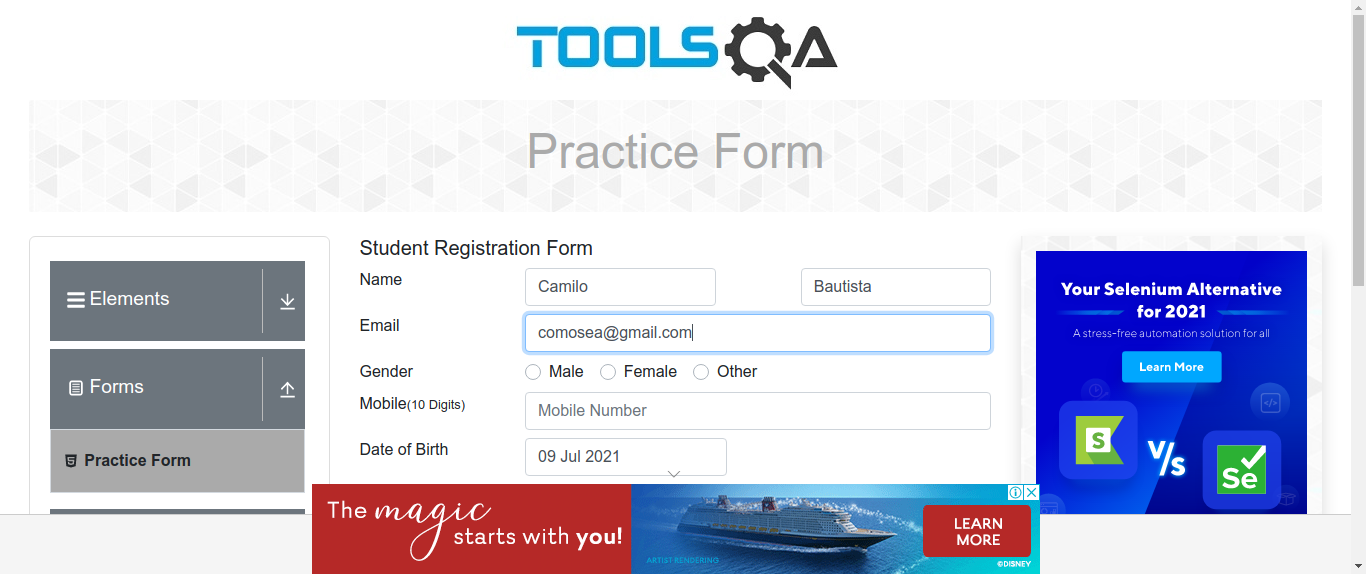 TOOLSQA
Practice Form
Elements
Forms
Practice Form
Student Registration Form
Name
Camilo
Bautista
Email
comosea@gmail.com
Gender
Male
Female
Other
Mobile(10 Digits)
Mobile Number
Date of Birth
09 Jul 2021
Your Selenium Alternative
for 2021
A stress-free automation solution for all
Learn More
S
V/s
Se
The magic
starts with you!
ARTIST RENDERING
LEARN
MORE
©DISNEY